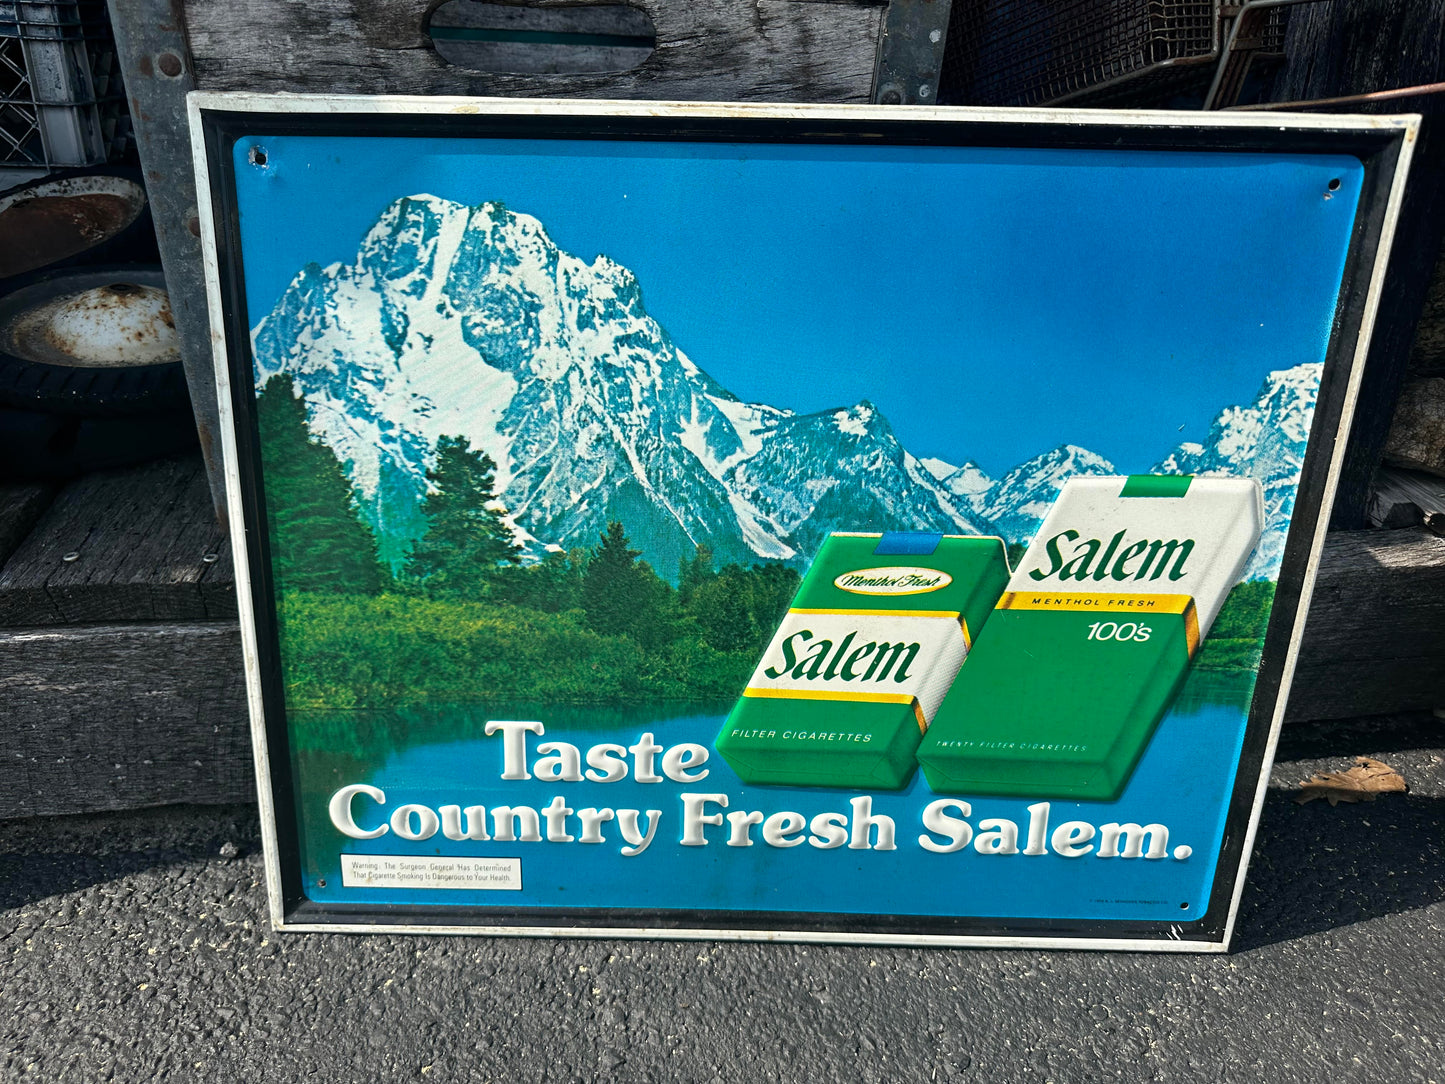 Menthol Fresh
Salem
FILTER CIGARETTES
Salem
MENTHOL FRESH
100's
TWENTY FILTER CIGARETTES
Taste
Country Fresh Salem.
Warning: The Surgeon General Has Determined
That Cigarette Smoking Is Dangerous to Your Health.